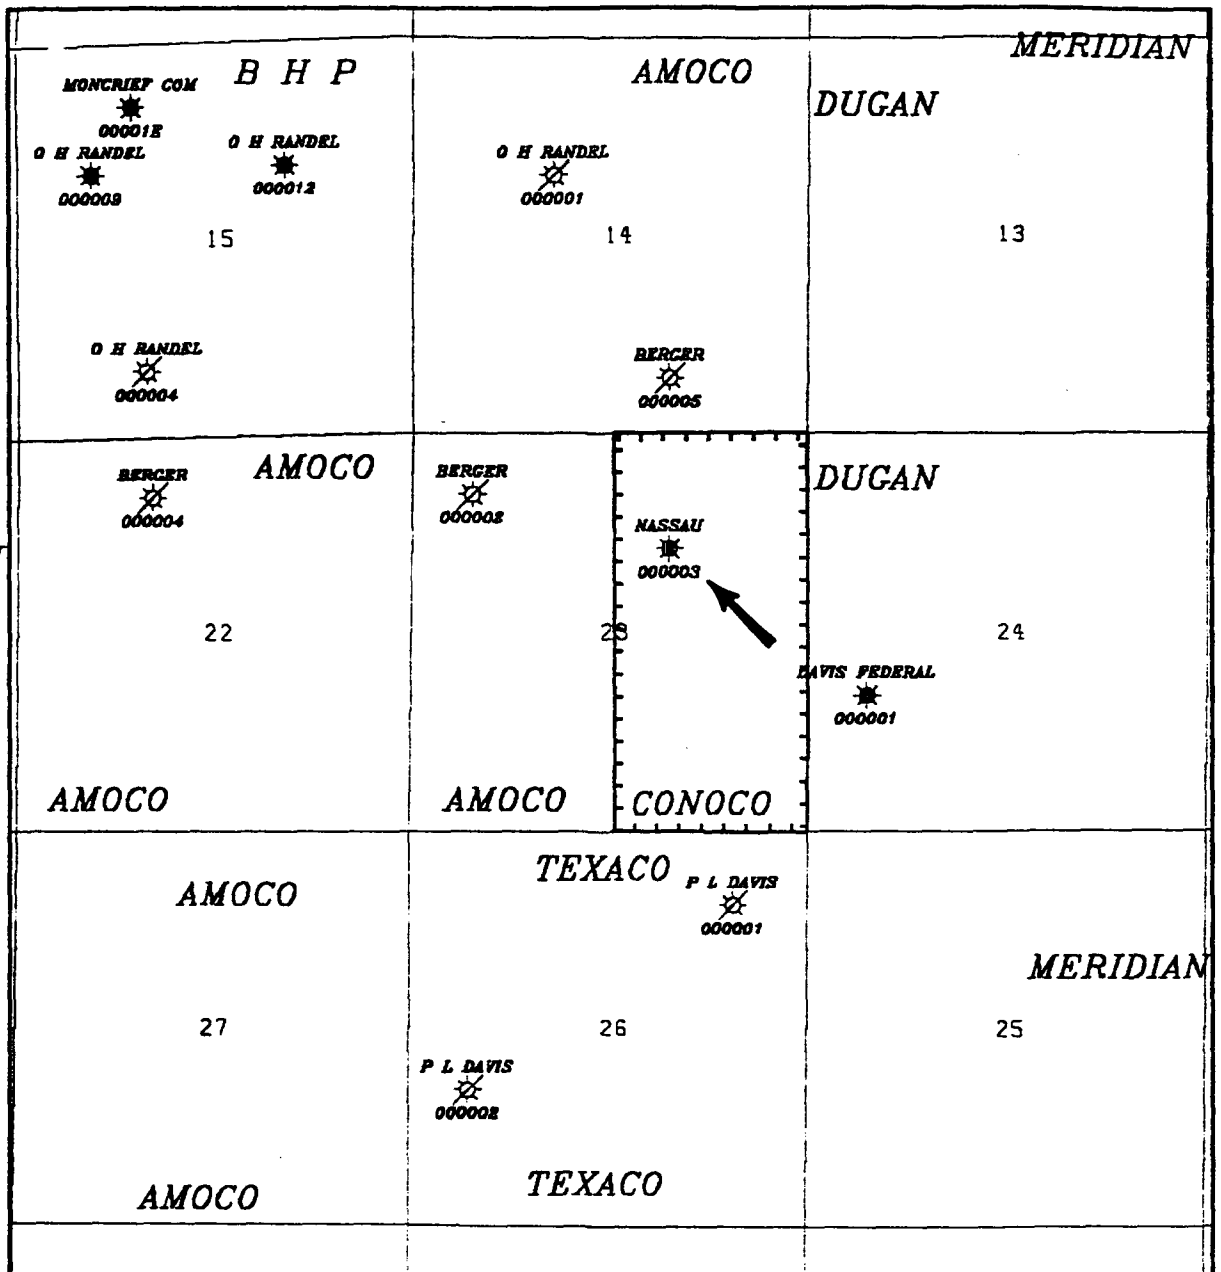 MERIDIAN
B H P
AMOCO
DUGAN
MONCRIEF COM
00001E
O H RANDEL
000009
O H RANDEL
000012
O H RANDEL
000001
15
14
13
O H RANDEL
000004
BERGER
000005
AMOCO
DUGAN
BERGER
000004
BERGER
000002
NASSAU
000003
22
23
24
DAVIS FEDERAL
000001
AMOCO
AMOCO
CONOCO
TEXACO
P L DAVIS
000001
AMOCO
MERIDIAN
27
26
25
P L DAVIS
000002
AMOCO
TEXACO